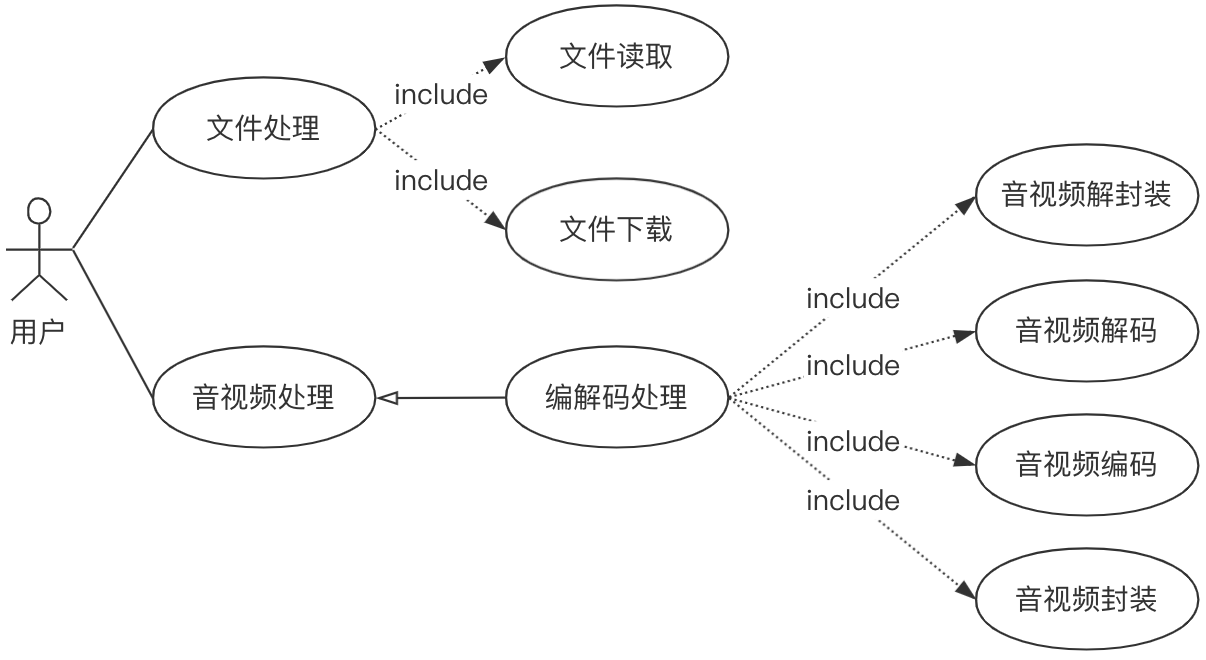 文件读取
include
文件处理
include
文件下载
用户
音视频处理
编解码处理
include
音视频解封装
include
音视频解码
include
音视频编码
include
音视频封装